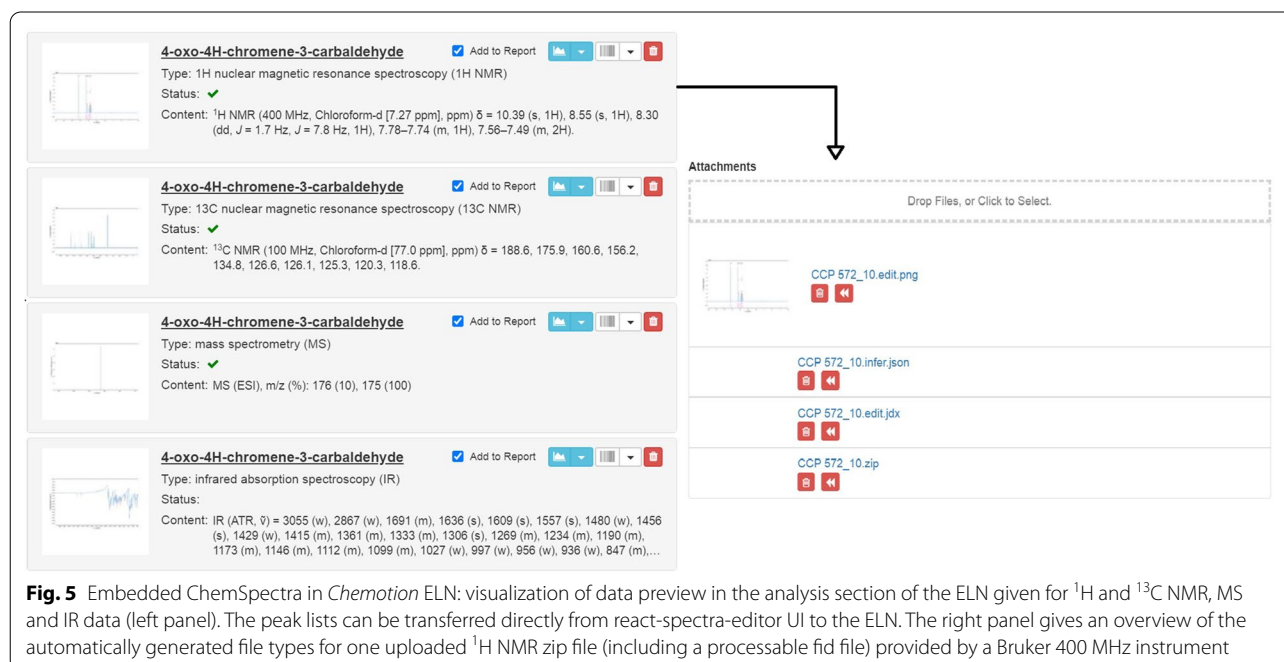 4-oxo-4H-chromene-3-carbaldehyde Add to Report
Type: 1H nuclear magnetic resonance spectroscopy (1H NMR)
Status: ✔
Content: ¹H NMR (400 MHz, Chloroform-d [7.27 ppm], ppm) δ = 10.39 (s, 1H), 8.55 (s, 1H), 8.30
(dd, J = 1.7 Hz, J = 7.8 Hz, 1H), 7.78–7.74 (m, 1H), 7.56–7.49 (m, 2H).
4-oxo-4H-chromene-3-carbaldehyde Add to Report
Type: 13C nuclear magnetic resonance spectroscopy (13C NMR)
Status: ✔
Content: ¹³C NMR (100 MHz, Chloroform-d [77.0 ppm], ppm) δ = 188.6, 175.9, 160.6, 156.2,
134.8, 126.6, 126.1, 125.3, 120.3, 118.6.
4-oxo-4H-chromene-3-carbaldehyde Add to Report
Type: mass spectrometry (MS)
Status: ✔
Content: MS (ESI), m/z (%): 176 (10), 175 (100)
4-oxo-4H-chromene-3-carbaldehyde Add to Report
Type: infrared absorption spectroscopy (IR)
Status:
Content: IR (ATR, ṽ) = 3055 (w), 2867 (w), 1691 (m), 1636 (s), 1609 (s), 1557 (s), 1480 (w), 1456
(s), 1429 (w), 1415 (m), 1361 (m), 1333 (m), 1306 (s), 1269 (m), 1234 (m), 1190 (m),
1173 (m), 1146 (m), 1112 (m), 1099 (m), 1027 (w), 997 (w), 956 (w), 936 (w), 847 (m),...
Attachments
Drop Files, or Click to Select.
CCP 572_10.edit.png
CCP 572_10.infer.json
CCP 572_10.edit.jdx
CCP 572_10.zip
Fig. 5 Embedded ChemSpectra in Chemotion ELN: visualization of data preview in the analysis section of the ELN given for ¹H and ¹³C NMR, MS
and IR data (left panel). The peak lists can be transferred directly from react-spectra-editor UI to the ELN. The right panel gives an overview of the
automatically generated file types for one uploaded ¹H NMR zip file (including a processable fid file) provided by a Bruker 400 MHz instrument